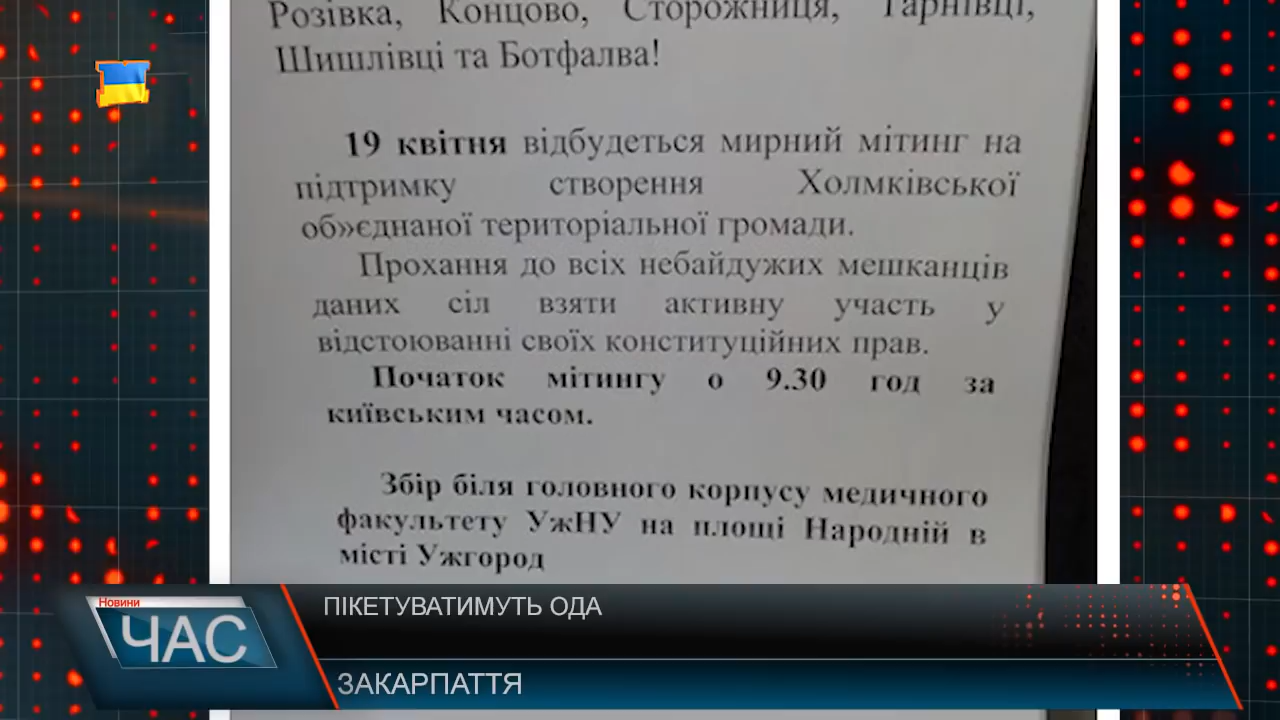 Розівка, Концово, Сторожниця, Тарнівці,
Шишлівці та Ботфалва!
19 квітня відбудеться мирний мітинг на
підтримку створення Холмківської
об»єднаної територіальної громади.
Прохання до всіх небайдужих мешканців
даних сіл взяти активну участь у
відстоюванні своїх конституційних прав.
Початок мітингу о 9.30 год за
київським часом.
Збір біля головного корпусу медичного
факультету УжНУ на площі Народній в
місті Ужгород
Новини
ЧАС
ПІКЕТУВАТИМУТЬ ОДА
ЗАКАРПАТТЯ